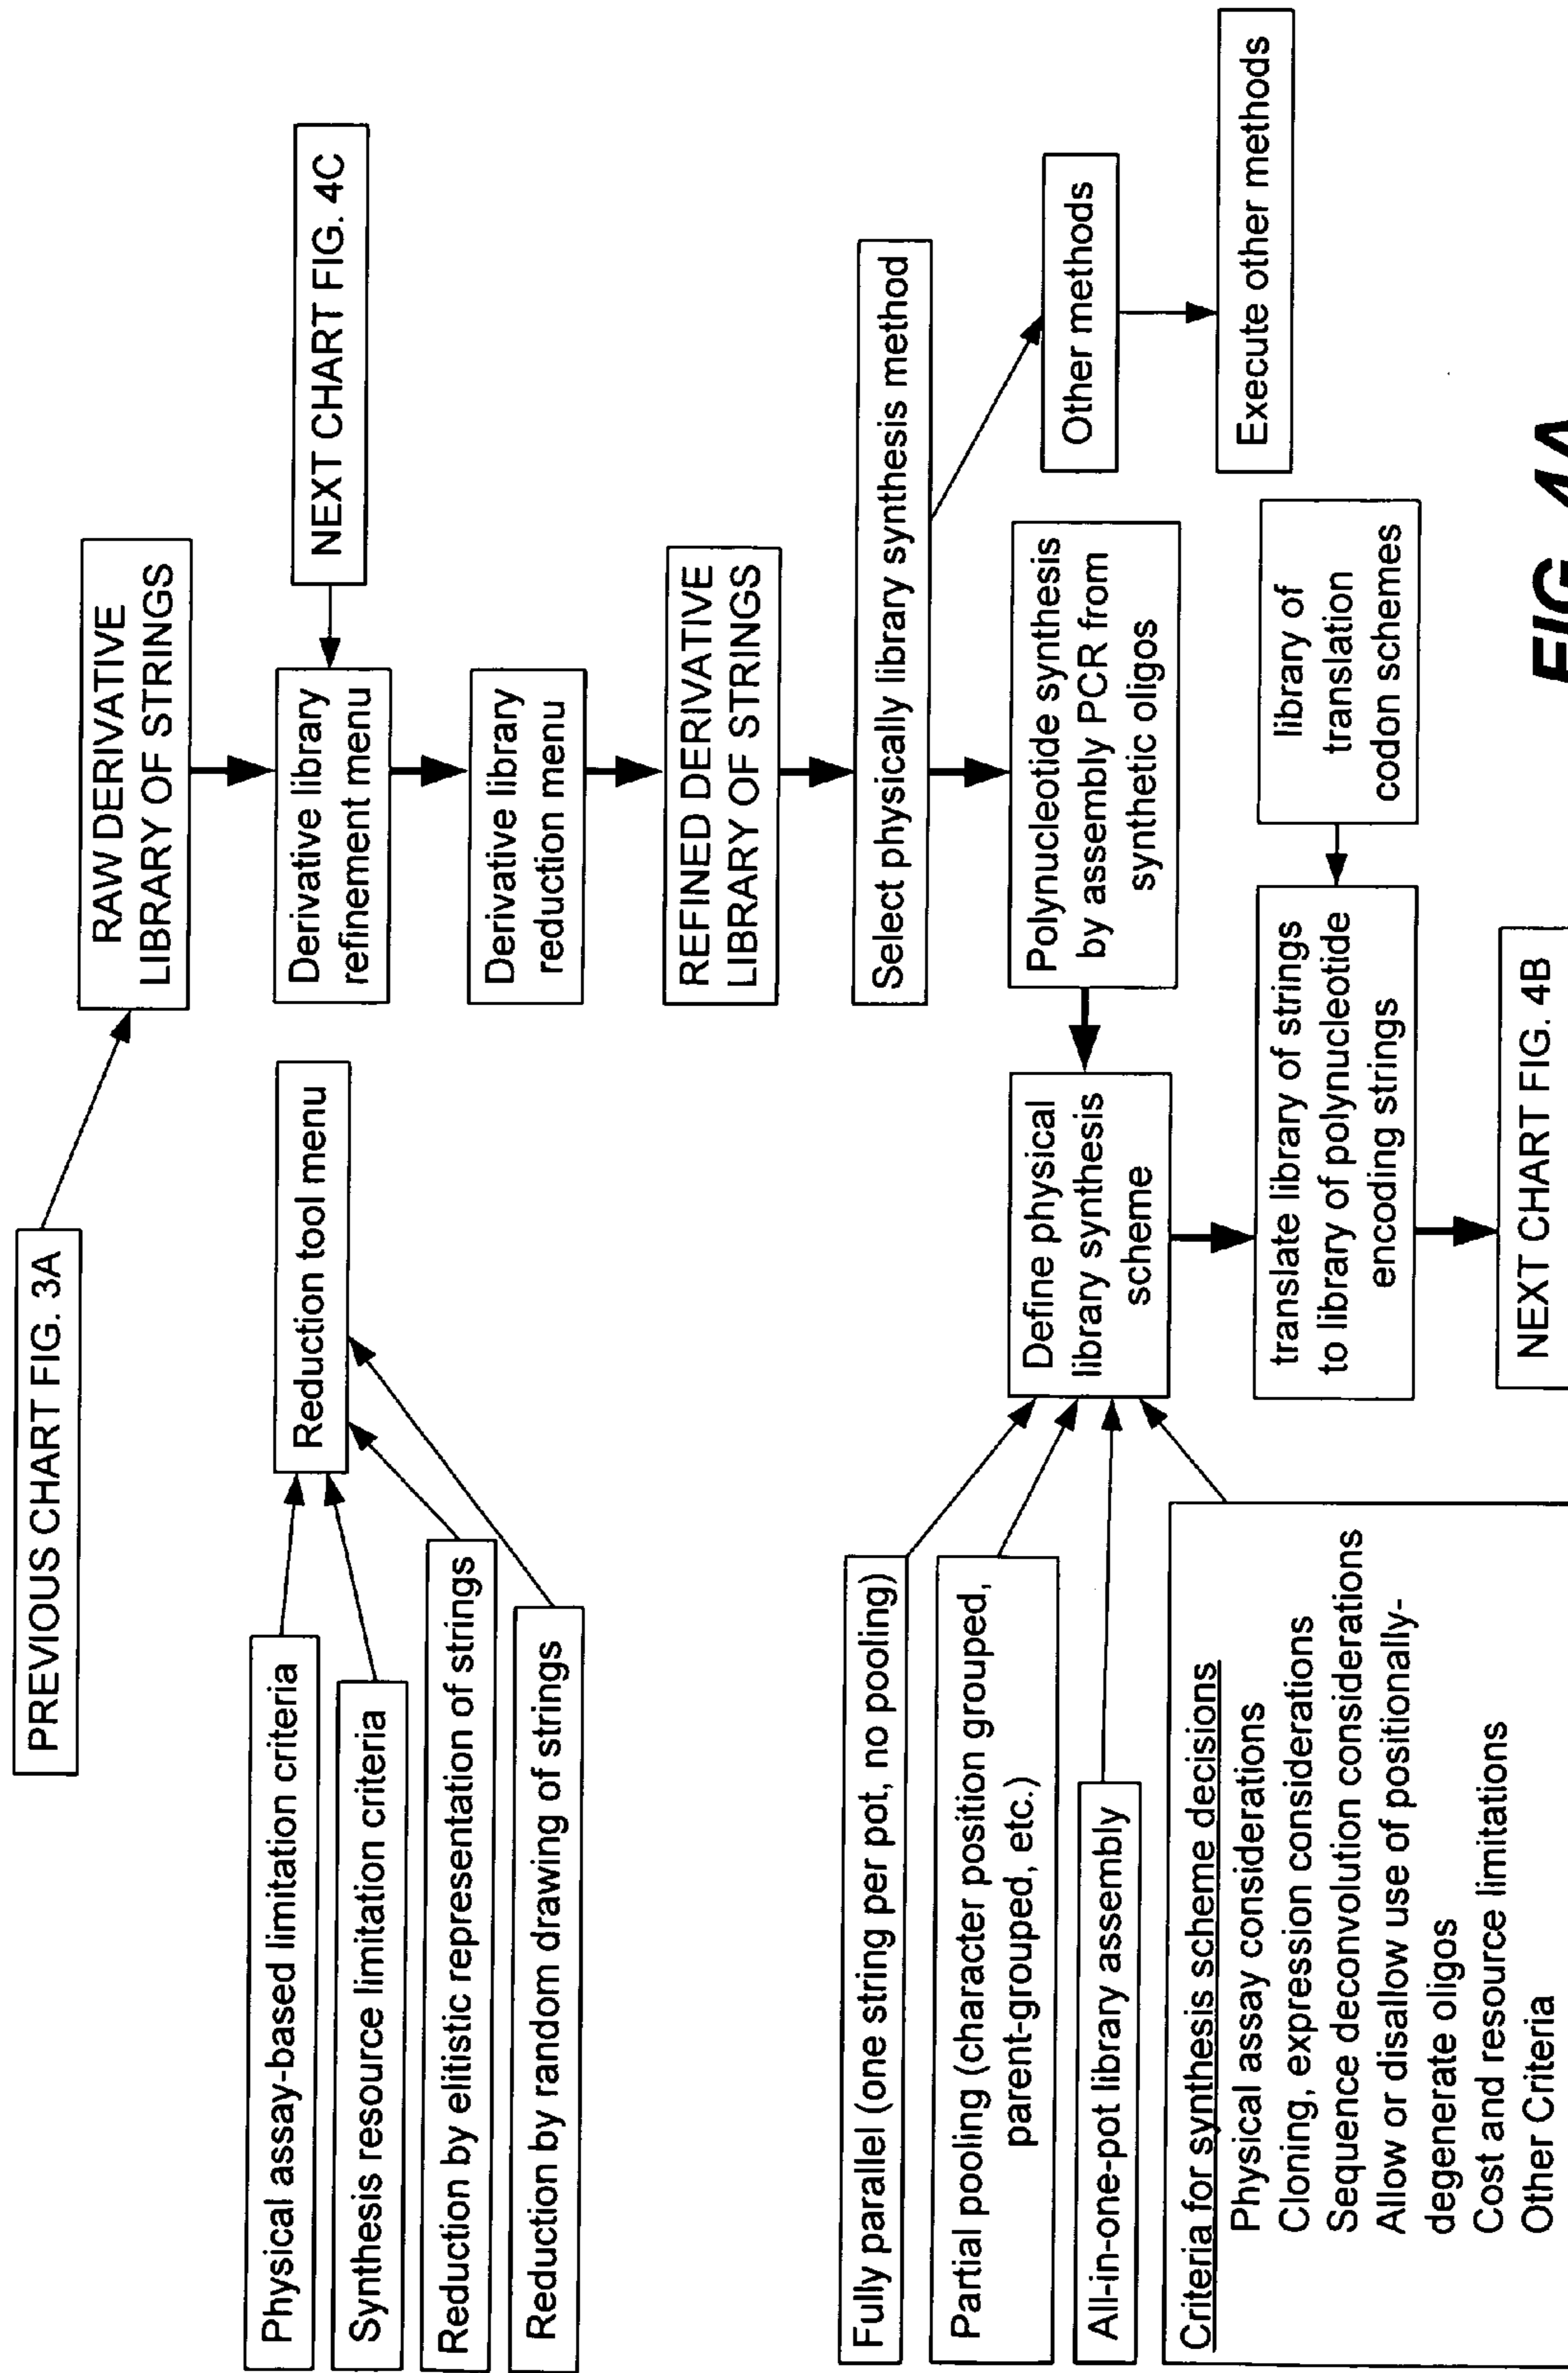 PREVIOUS CHART FIG. 3A
RAW DERIVATIVE
LIBRARY OF STRINGS
Physical assay-based limitation criteria
Synthesis resource limitation criteria
Reduction by elitistic representation of strings
Reduction by random drawing of strings
Reduction tool menu
Derivative library
refinement menu
NEXT CHART FIG. 4C
Derivative library
reduction menu
REFINED DERIVATIVE
LIBRARY OF STRINGS
Select physically library synthesis method
Other methods
Execute other methods
Polynucleotide synthesis
by assembly PCR from
synthetic oligos
Fully parallel (one string per pot, no pooling)
Partial pooling (character position grouped,
parent-grouped, etc.)
All-in-one-pot library assembly
Criteria for synthesis scheme decisions
Physical assay considerations
Cloning, expression considerations
Sequence deconvolution considerations
Allow or disallow use of positionally-
degenerate oligos
Cost and resource limitations
Other Criteria
Define physical
library synthesis
scheme
translate library of strings
to library of polynucleotide
encoding strings
library of
translation
codon schemes
NEXT CHART FIG. 4B
FIG. 4A